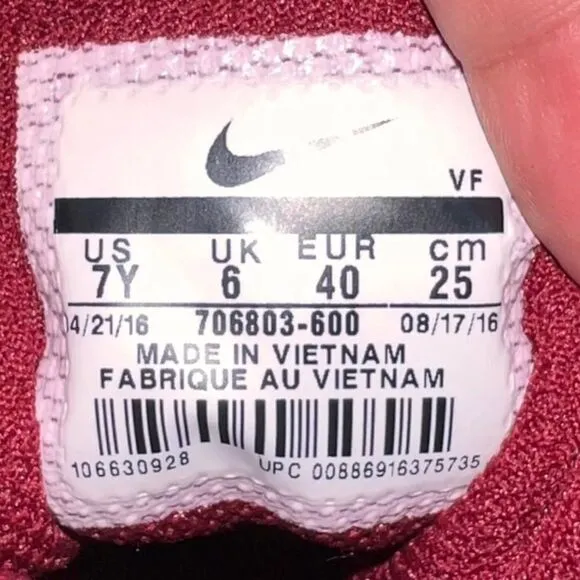 VF
US UK EUR cm
7Y 6 40 25
04/21/16 706803-600 08/17/16
MADE IN VIETNAM
FABRIQUE AU VIETNAM
106630928 UPC 00886916375735